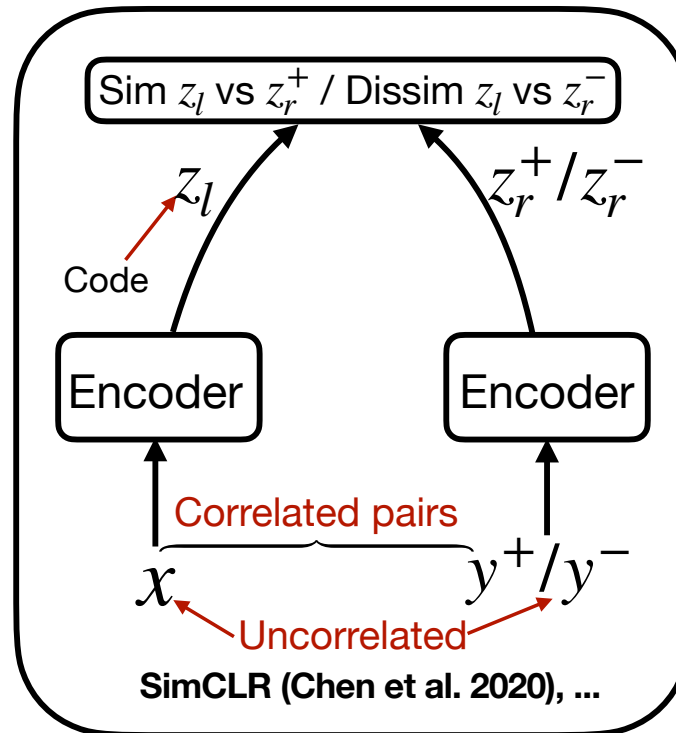 Sim $z_l$ vs $z_r^+$ / Dissim $z_l$ vs $z_r^-$
$z_l$
$z_r^+/z_r^-$
Code
Encoder
Encoder
Correlated pairs
$x$
$y^+/y^-$
Uncorrelated
SimCLR (Chen et al. 2020), ...